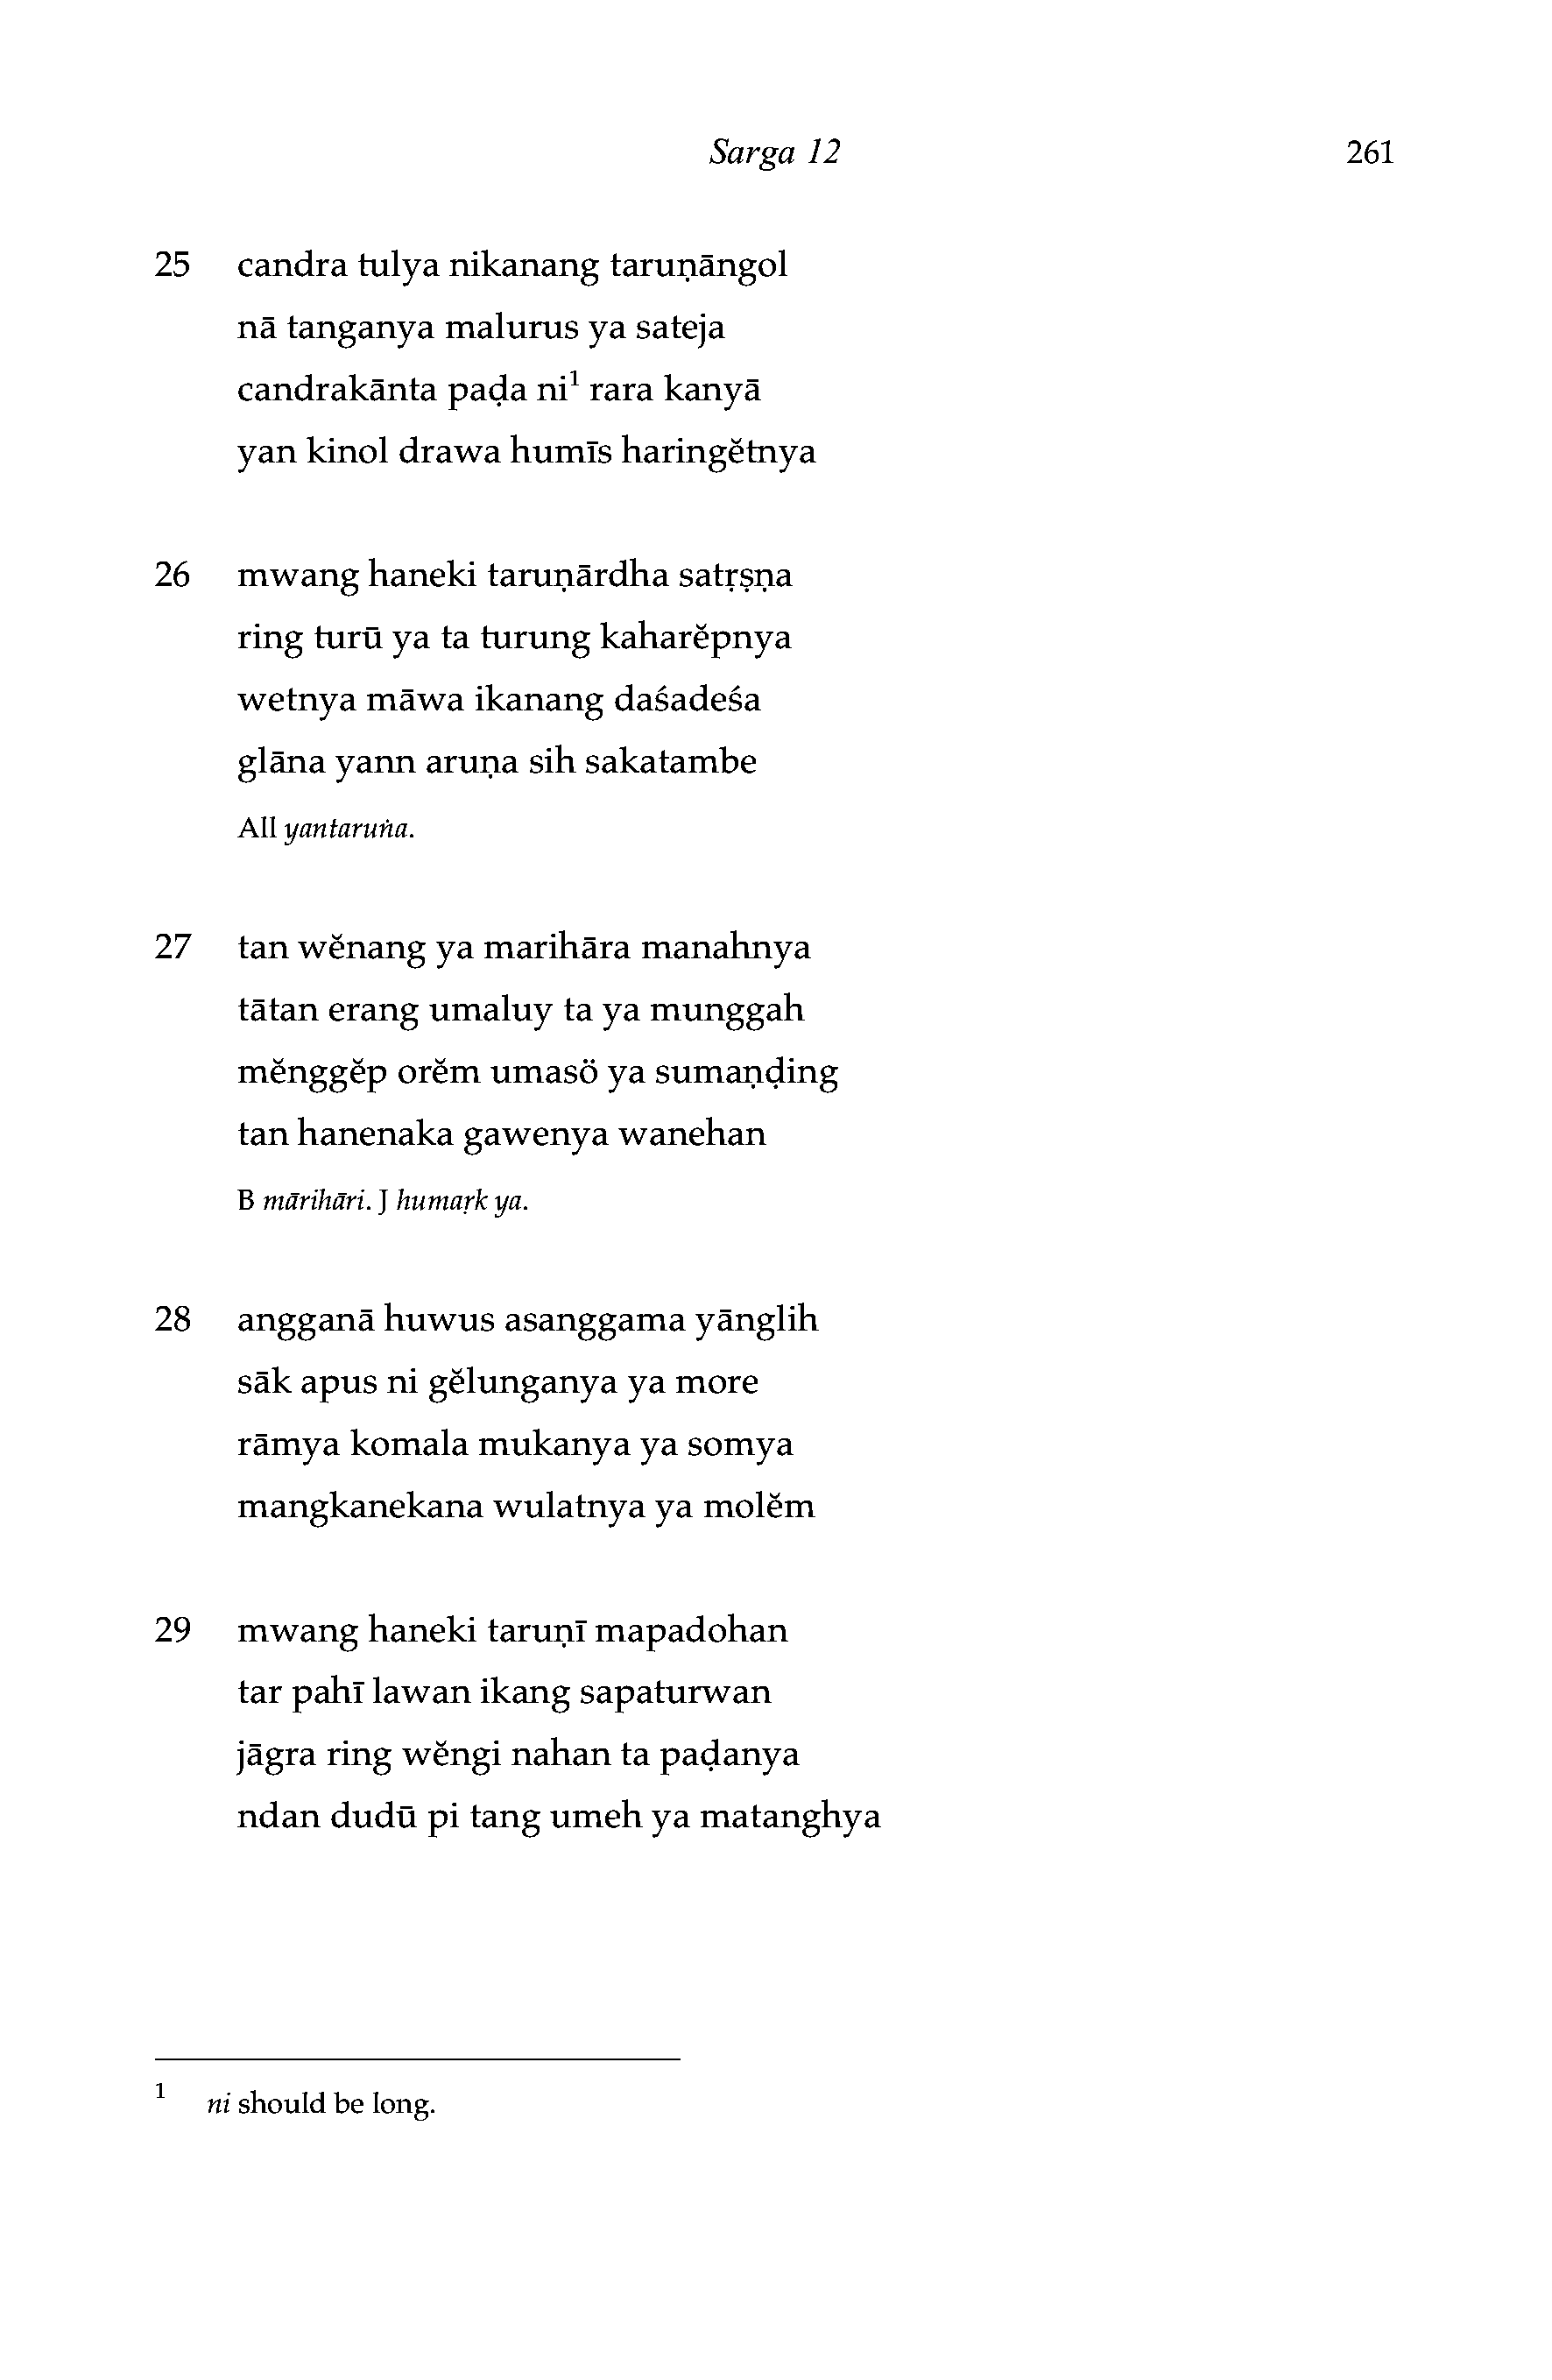 Sarga 12 261
25 candra tulya nikanang taruṇāngol
nā tanganya malurus ya sateja
candrakānta paḍa ni¹ rara kanyā
yan kinol drawa humīs haringĕtnya
26 mwang haneki taruṇārdha satṛṣṇa
ring turū ya ta turung kaharĕpnya
wetnya māwa ikanang daśadeśa
glāna yann aruṇa sih sakatambe
All yantaruṅa.
27 tan wĕnang ya marihāra manahnya
tātan erang umaluy ta ya munggah
mĕnggĕp orĕm umasö ya sumaṇḍing
tan hanenaka gawenya wanehan
B mārihāri. J humaṛk ya.
28 angganā huwus asanggama yānglih
sāk apus ni gĕlunganya ya more
rāmya komala mukanya ya somya
mangkanekana wulatnya ya molĕm
29 mwang haneki taruṇī mapadohan
tar pahī lawan ikang sapaturwan
jāgra ring wĕngi nahan ta paḍanya
ndan dudū pi tang umeh ya matanghya
¹ ni should be long.